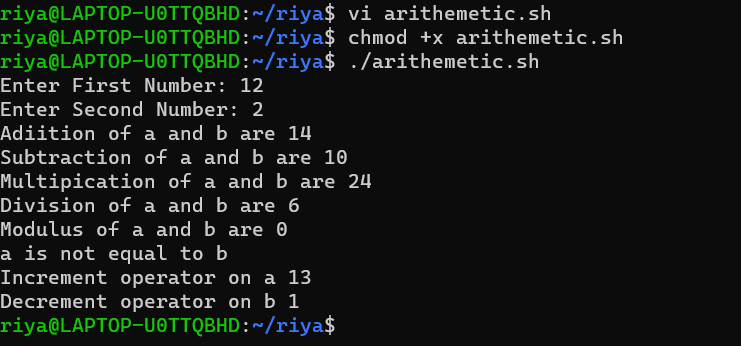 riya@LAPTOP-U0TTQBHD:~/riya$ vi arithemetic.sh
riya@LAPTOP-U0TTQBHD:~/riya$ chmod +x arithemetic.sh
riya@LAPTOP-U0TTQBHD:~/riya$ ./arithemetic.sh
Enter First Number: 12
Enter Second Number: 2
Adiition of a and b are 14
Subtraction of a and b are 10
Multipication of a and b are 24
Division of a and b are 6
Modulus of a and b are 0
a is not equal to b
Increment operator on a 13
Decrement operator on b 1
riya@LAPTOP-U0TTQBHD:~/riya$